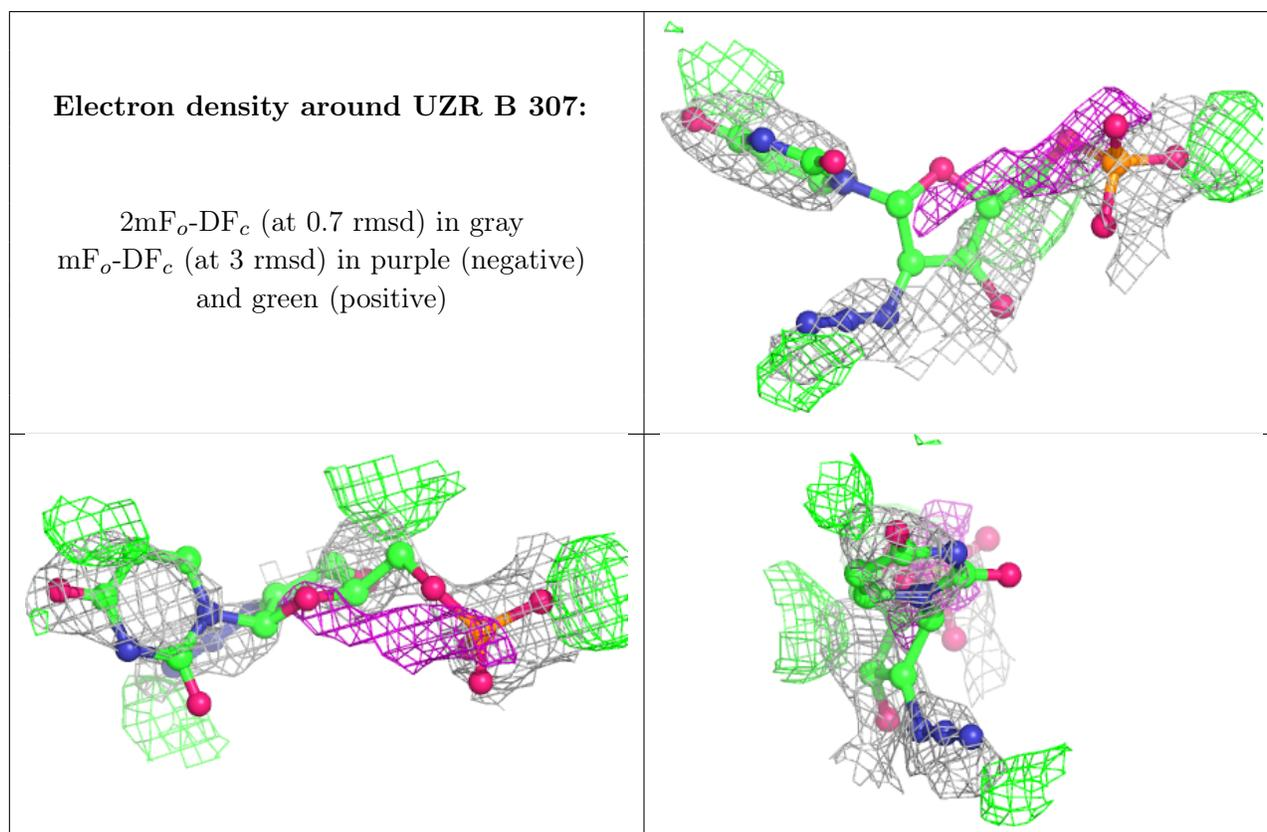 Electron density around UZR B 307:
2mFo-DFc (at 0.7 rmsd) in gray
mFo-DFc (at 3 rmsd) in purple (negative)
and green (positive)